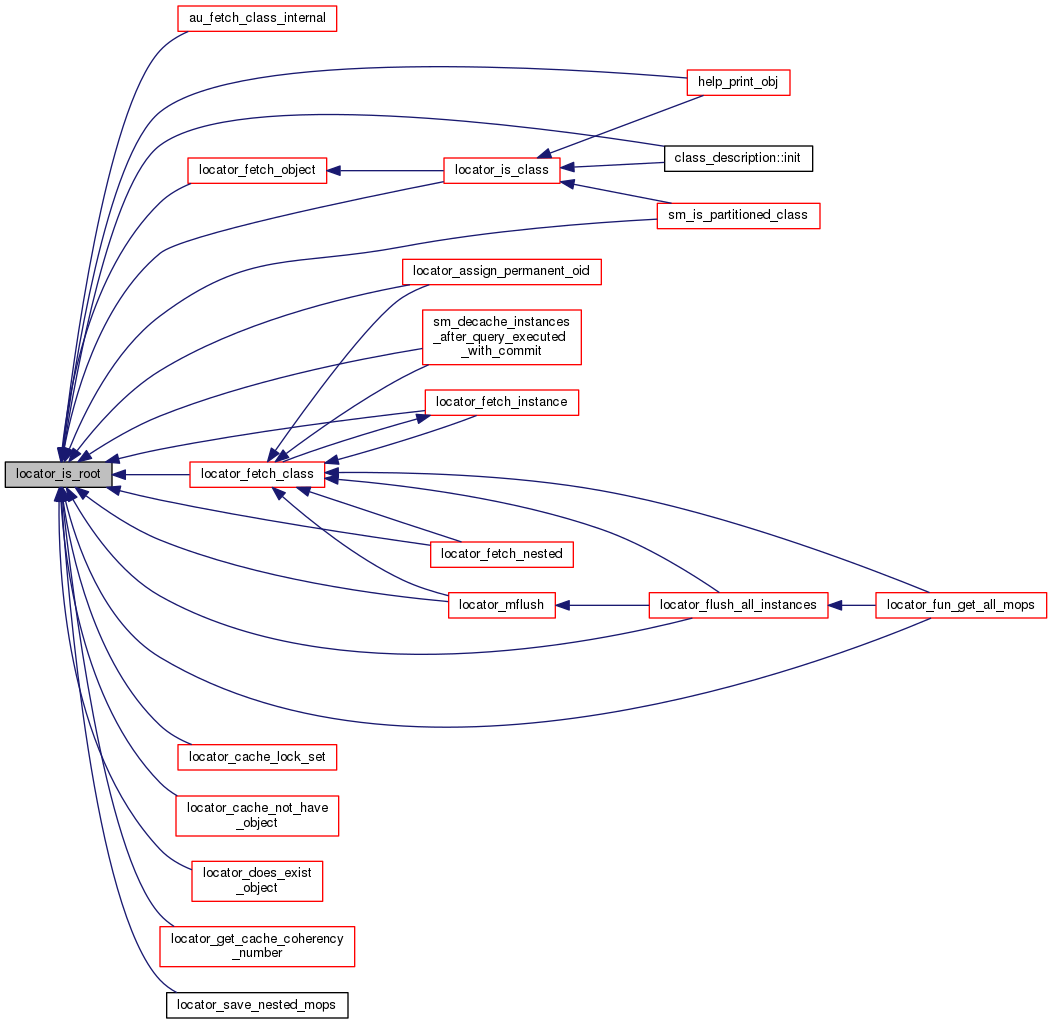 au_fetch_class_internal
help_print_obj
class_description::init
locator_fetch_object
locator_is_class
sm_is_partitioned_class
locator_assign_permanent_oid
sm_decache_instances
_after_query_executed
_with_commit
locator_fetch_instance
locator_is_root
locator_fetch_class
locator_fetch_nested
locator_mflush
locator_flush_all_instances
locator_fun_get_all_mops
locator_cache_lock_set
locator_cache_not_have
_object
locator_does_exist
_object
locator_get_cache_coherency
_number
locator_save_nested_mops